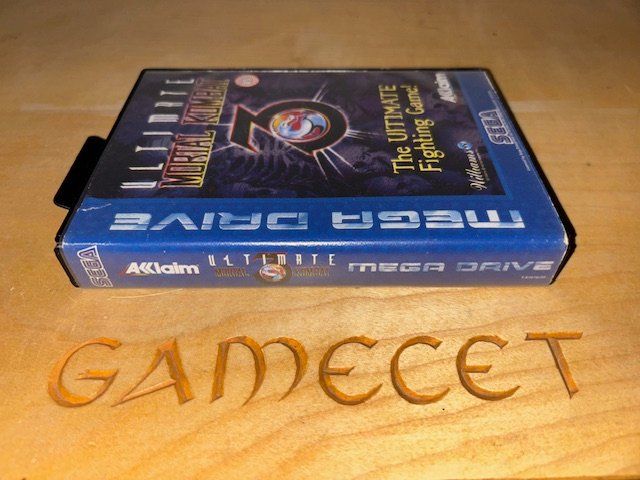 ULTIMATE
MORTAL KOMBAT
3
The ULTIMATE
Fighting Game!
Williams
AKKlaim
SEGA
MEGA DRIVE
SEGA
AKKlaim
ULTIMATE
MORTAL KOMBAT
3
MEGA DRIVE
GAMECET